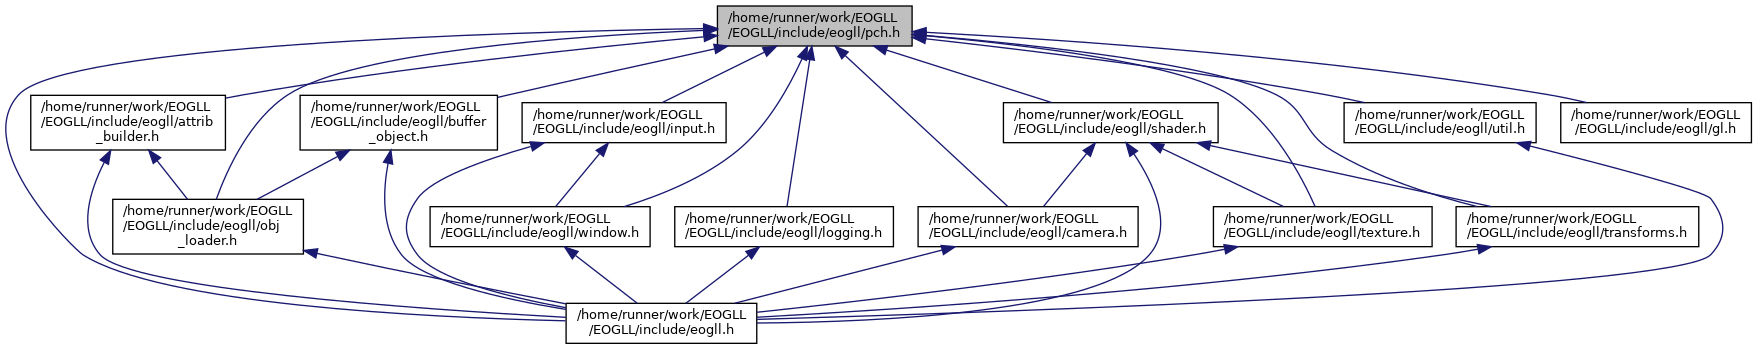 /home/runner/work/EOGLL
/EOGLL/include/eogll/pch.h
/home/runner/work/EOGLL
/EOGLL/include/eogll/attrib
_builder.h
/home/runner/work/EOGLL
/EOGLL/include/eogll/buffer
_object.h
/home/runner/work/EOGLL
/EOGLL/include/eogll/input.h
/home/runner/work/EOGLL
/EOGLL/include/eogll/shader.h
/home/runner/work/EOGLL
/EOGLL/include/eogll/util.h
/home/runner/work/EOGLL
/EOGLL/include/eogll/gl.h
/home/runner/work/EOGLL
/EOGLL/include/eogll/obj
_loader.h
/home/runner/work/EOGLL
/EOGLL/include/eogll/window.h
/home/runner/work/EOGLL
/EOGLL/include/eogll/logging.h
/home/runner/work/EOGLL
/EOGLL/include/eogll/camera.h
/home/runner/work/EOGLL
/EOGLL/include/eogll/texture.h
/home/runner/work/EOGLL
/EOGLL/include/eogll/transforms.h
/home/runner/work/EOGLL
/EOGLL/include/eogll.h